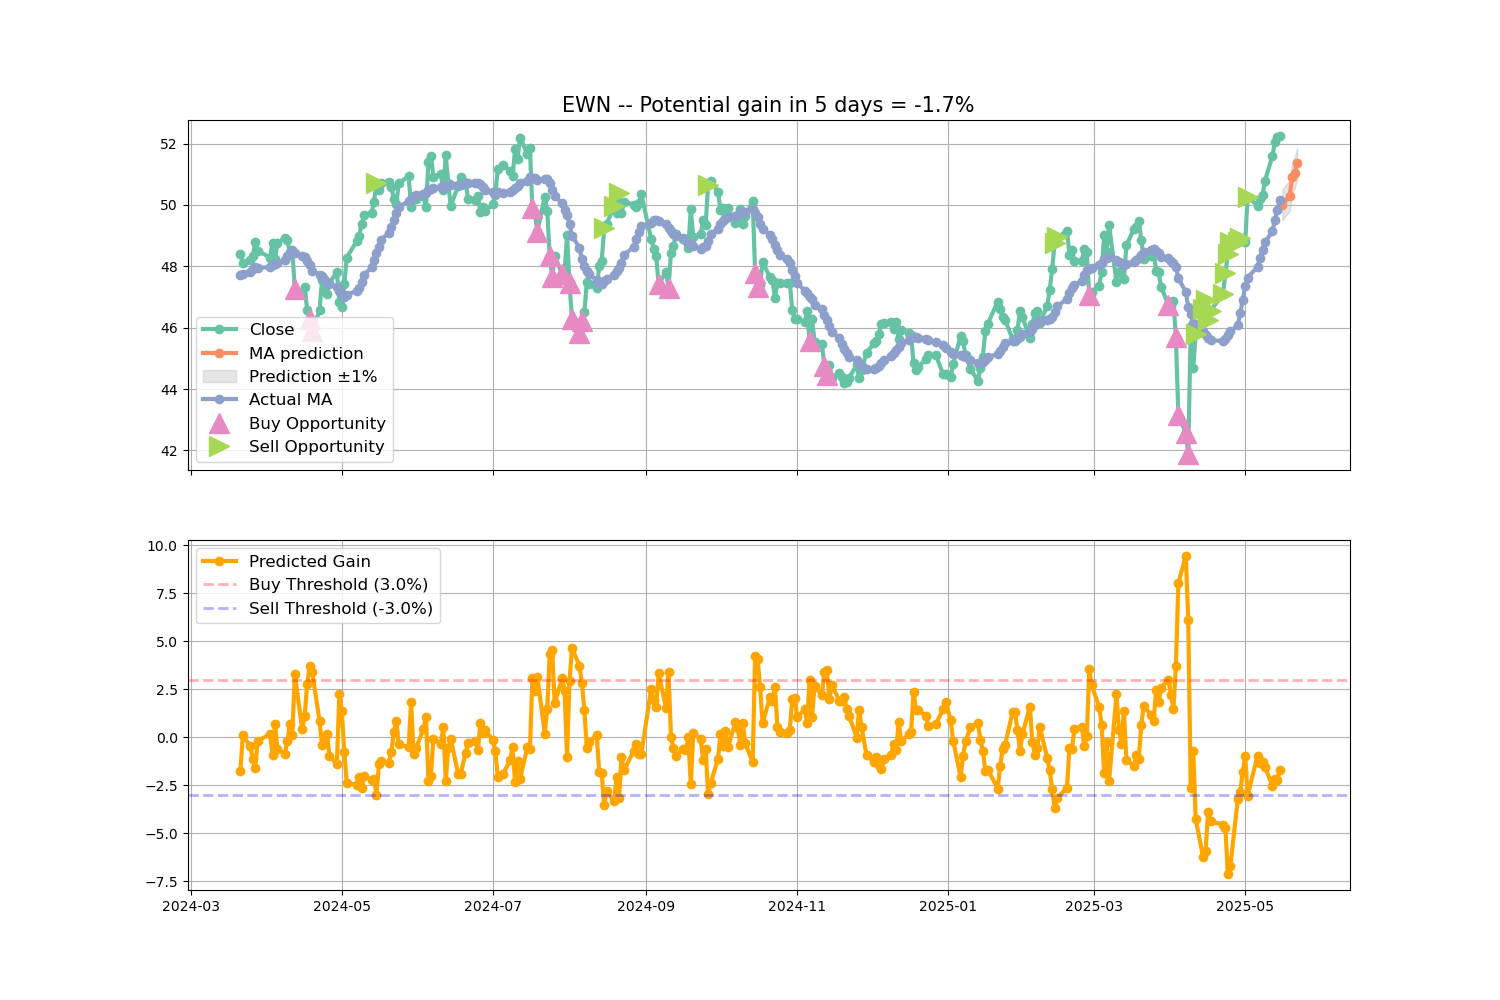 EWN -- Potential gain in 5 days = -1.7%
52
50
48
46
44
42
Close
MA prediction
Prediction ±1%
Actual MA
Buy Opportunity
Sell Opportunity
10.0
7.5
5.0
2.5
0.0
−2.5
−5.0
−7.5
Predicted Gain
Buy Threshold (3.0%)
Sell Threshold (-3.0%)
2024-03 2024-05 2024-07 2024-09 2024-11 2025-01 2025-03 2025-05